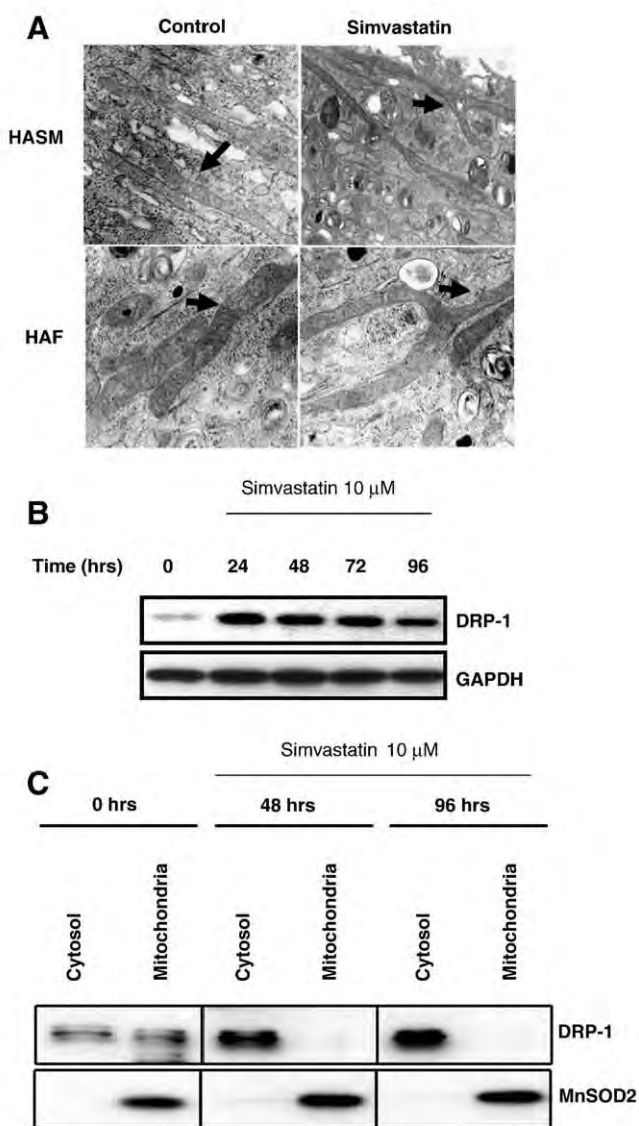 A
Control Simvastatin
HASM
HAF
Simvastatin 10 μM
B
Time (hrs) 0 24 48 72 96
DRP-1
GAPDH
Simvastatin 10 μM
C
0 hrs 48 hrs 96 hrs
Cytosol Mitochondria Cytosol Mitochondria Cytosol Mitochondria
DRP-1
MnSOD2